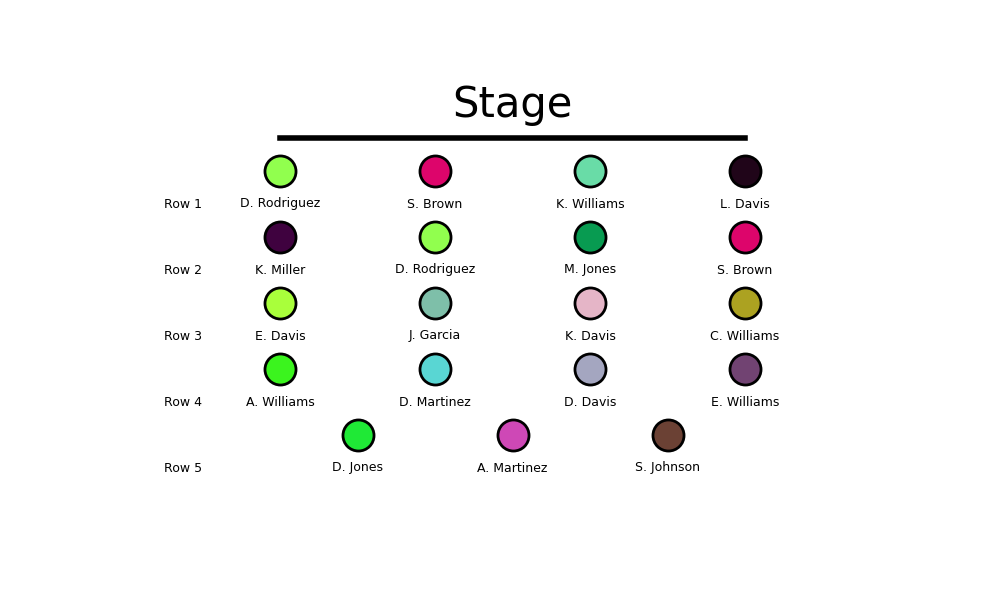 Stage
Row 1 D. Rodriguez S. Brown K. Williams L. Davis
Row 2 K. Miller D. Rodriguez M. Jones S. Brown
Row 3 E. Davis J. Garcia K. Davis C. Williams
Row 4 A. Williams D. Martinez D. Davis E. Williams
Row 5 D. Jones A. Martinez S. Johnson